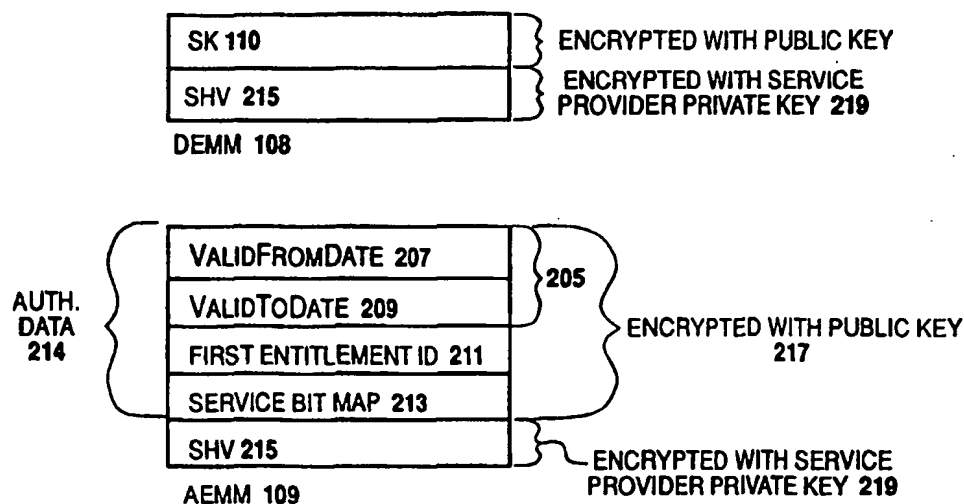 SK 110
ENCRYPTED WITH PUBLIC KEY
SHV 215
ENCRYPTED WITH SERVICE
PROVIDER PRIVATE KEY 219
DEMM 108
VALIDFROMDATE 207
VALIDTODATE 209
205
FIRST ENTITLEMENT ID 211
SERVICE BIT MAP 213
AUTH.
DATA
214
ENCRYPTED WITH PUBLIC KEY
217
SHV 215
ENCRYPTED WITH SERVICE
PROVIDER PRIVATE KEY 219
AEMM 109